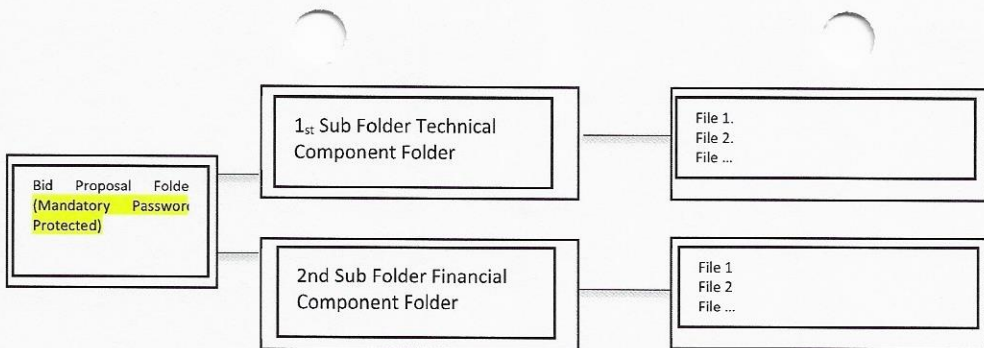 Bid Proposal Folde
(Mandatory Password
Protected)
1st Sub Folder Technical
Component Folder
File 1.
File 2.
File ...
2nd Sub Folder Financial
Component Folder
File 1
File 2
File ...